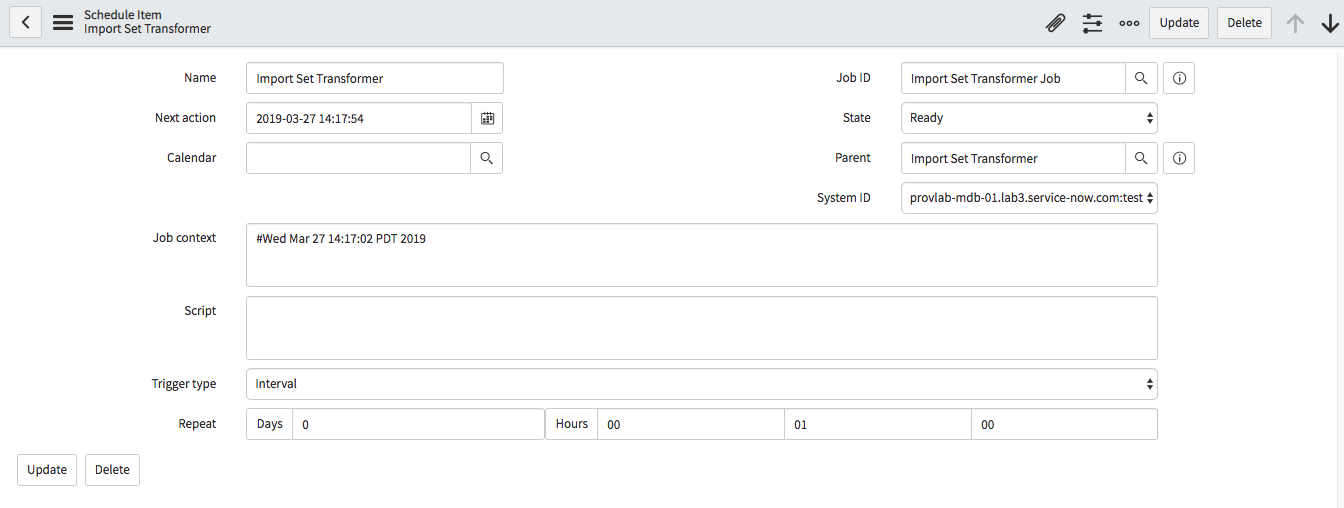 Schedule Item
Import Set Transformer
Update Delete
Name Import Set Transformer Job ID Import Set Transformer Job
Next action 2019-03-27 14:17:54 State Ready
Calendar Parent Import Set Transformer
System ID provlab-mdb-01.lab3.service-now.com:test
Job context #Wed Mar 27 14:17:02 PDT 2019
Script
Trigger type Interval
Repeat Days 0 Hours 00 01 00
Update Delete